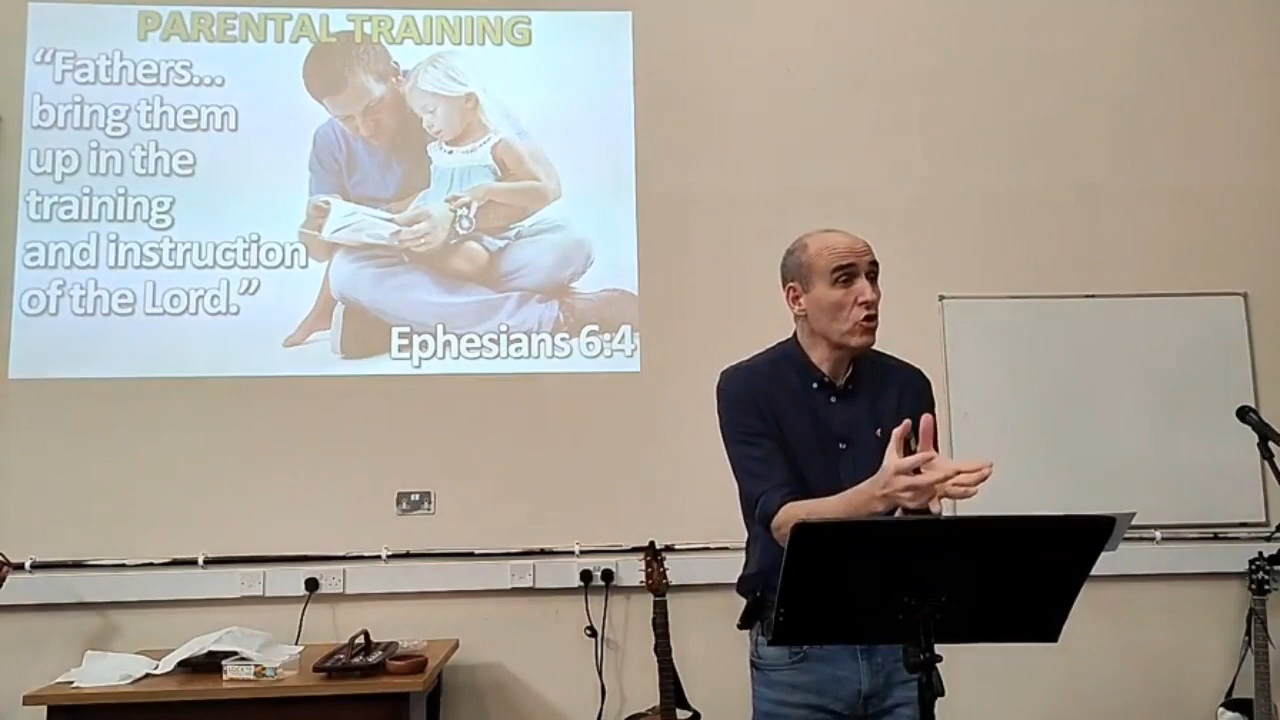 PARENTAL TRAINING
“Fathers...
bring them
up in the
training
and instruction
of the Lord.”
Ephesians 6:4